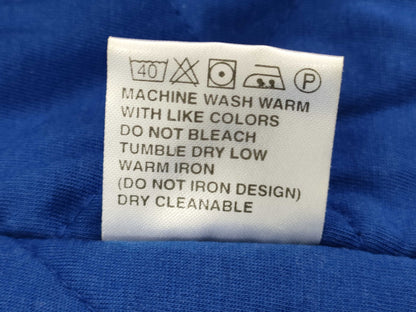 40 P
MACHINE WASH WARM
WITH LIKE COLORS
DO NOT BLEACH
TUMBLE DRY LOW
WARM IRON
(DO NOT IRON DESIGN)
DRY CLEANABLE